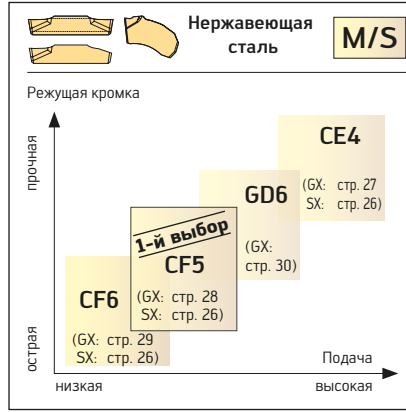 Нержавеющая
сталь
M/S
Режущая кромка
прочная
CE4
(GX: стр. 27
SX: стр. 26)
GD6
(GX:
стр. 30)
1-й выбор
CF5
(GX: стр. 28
SX: стр. 26)
CF6
(GX: стр. 29
SX: стр. 26)
острая
Подача
низкая
высокая